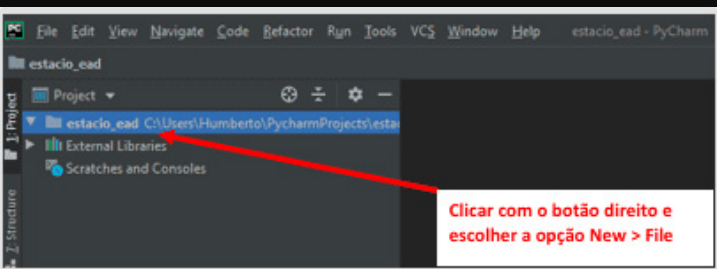 PC File Edit View Navigate Code Refactor Run Tools VCS Window Help estacio_ead - PyCharm
estacio_ead
1: Project
Project
estacio_ead C:\Users\Humberto\PycharmProjects\estac
External Libraries
Scratches and Consoles
Z: Structure
Clicar com o botão direito e
escolher a opção New > File